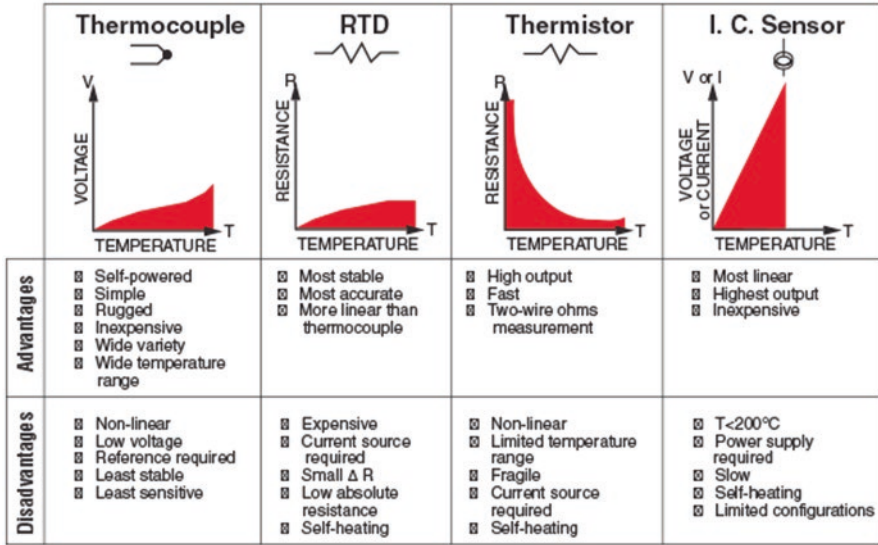 Thermocouple
V
VOLTAGE
T
TEMPERATURE
RTD
R
RESISTANCE
T
TEMPERATURE
Thermistor
R
RESISTANCE
T
TEMPERATURE
I. C. Sensor
V or I
VOLTAGE
or CURRENT
T
TEMPERATURE
Advantages
Self-powered
Simple
Rugged
Inexpensive
Wide variety
Wide temperature
range
Most stable
Most accurate
More linear than
thermocouple
High output
Fast
Two-wire ohms
measurement
Most linear
Highest output
Inexpensive
Disadvantages
Non-linear
Low voltage
Reference required
Least stable
Least sensitive
Expensive
Current source
required
Small Δ R
Low absolute
resistance
Self-heating
Non-linear
Limited temperature
range
Fragile
Current source
required
Self-heating
T<200°C
Power supply
required
Slow
Self-heating
Limited configurations